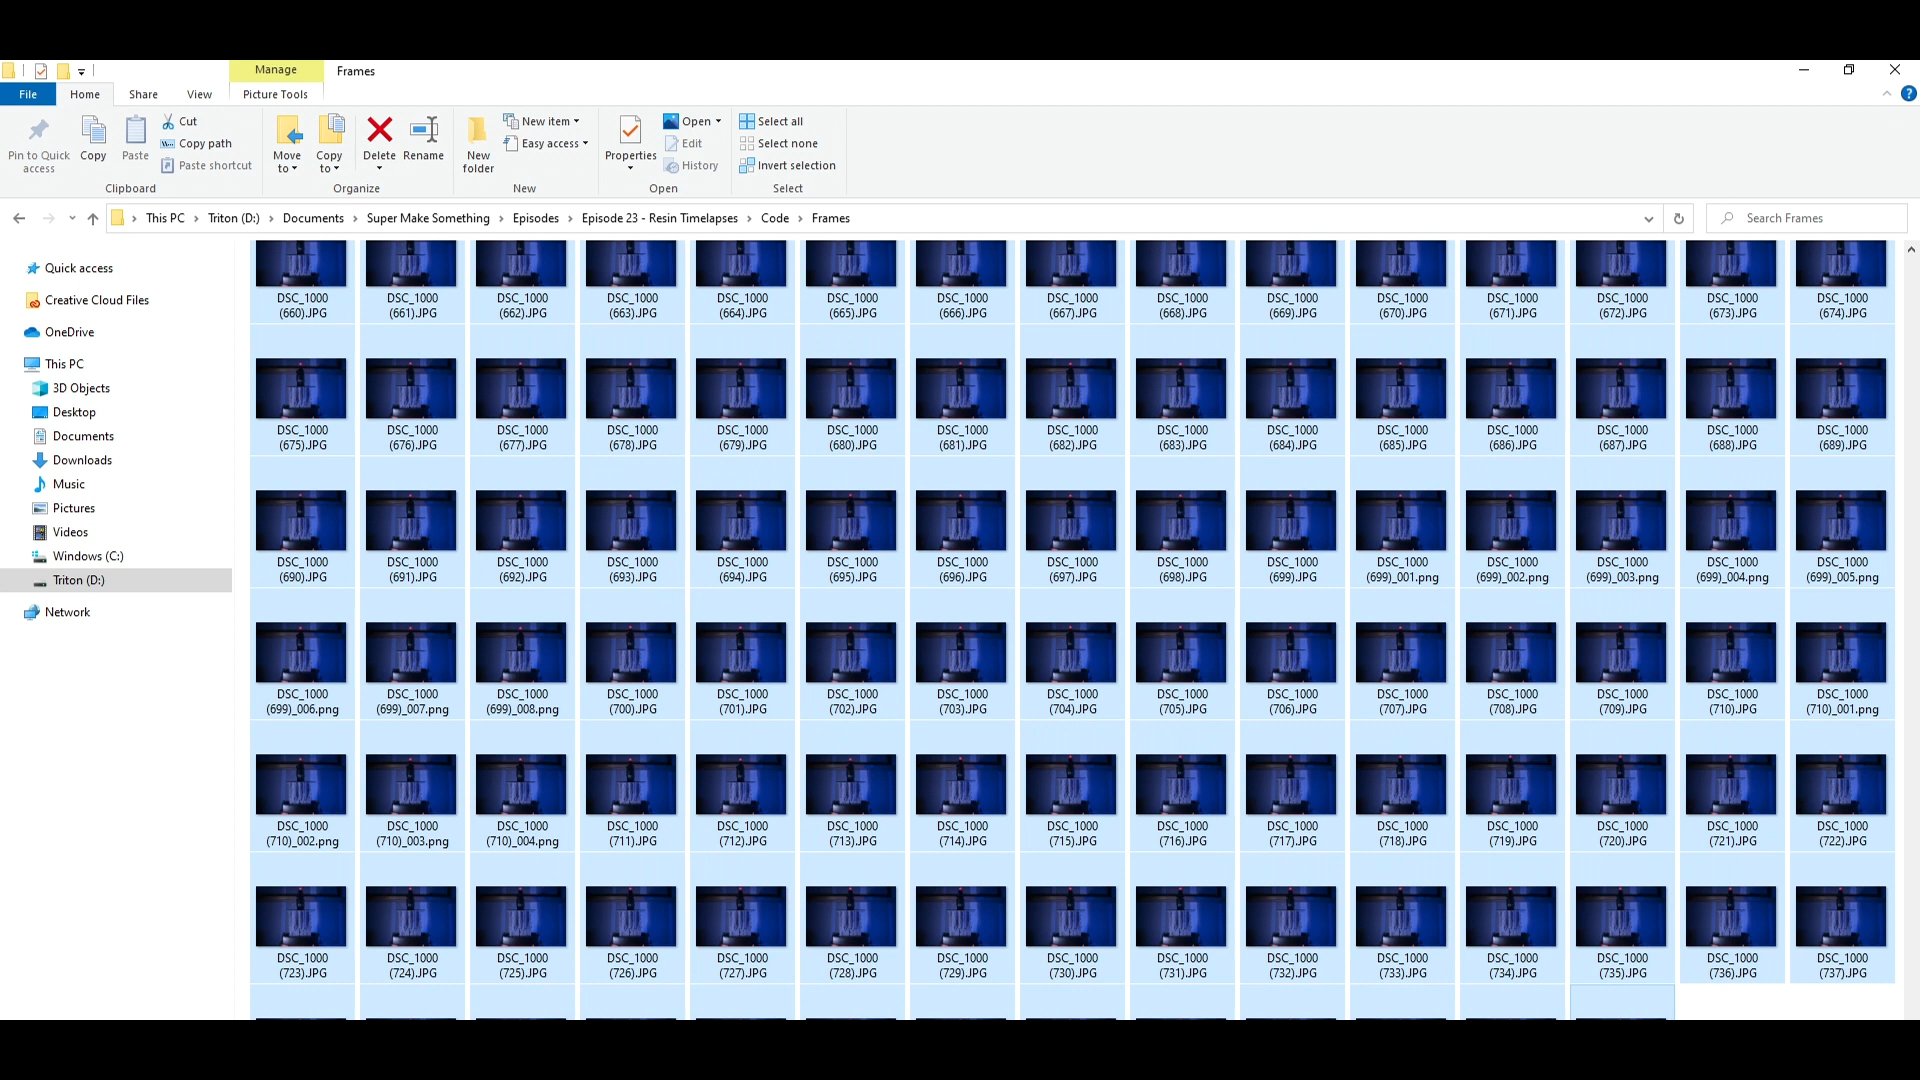 Manage
Frames
File
Home
Share
View
Picture Tools
Pin to Quick
access
Copy
Paste
Cut
Copy path
Paste shortcut
Clipboard
Move
to
Copy
to
Delete
Rename
Organize
New
folder
New item
Easy access
New
Properties
Open
Edit
History
Open
Select all
Select none
Invert selection
Select
This PC
Triton (D:)
Documents
Super Make Something
Episodes
Episode 23 - Resin Timelapses
Code
Frames
Search Frames
Quick access
Creative Cloud Files
OneDrive
This PC
3D Objects
Desktop
Documents
Downloads
Music
Pictures
Videos
Windows (C:)
Triton (D:)
Network
DSC_1000 DSC_1000 DSC_1000 DSC_1000 DSC_1000 DSC_1000 DSC_1000 DSC_1000 DSC_1000 DSC_1000 DSC_1000 DSC_1000 DSC_1000 DSC_1000 DSC_1000
(660).JPG (661).JPG (662).JPG (663).JPG (664).JPG (665).JPG (666).JPG (667).JPG (668).JPG (669).JPG (670).JPG (671).JPG (672).JPG (673).JPG (674).JPG
DSC_1000 DSC_1000 DSC_1000 DSC_1000 DSC_1000 DSC_1000 DSC_1000 DSC_1000 DSC_1000 DSC_1000 DSC_1000 DSC_1000 DSC_1000 DSC_1000 DSC_1000
(675).JPG (676).JPG (677).JPG (678).JPG (679).JPG (680).JPG (681).JPG (682).JPG (683).JPG (684).JPG (685).JPG (686).JPG (687).JPG (688).JPG (689).JPG
DSC_1000 DSC_1000 DSC_1000 DSC_1000 DSC_1000 DSC_1000 DSC_1000 DSC_1000 DSC_1000 DSC_1000 DSC_1000 DSC_1000 DSC_1000 DSC_1000 DSC_1000
(690).JPG (691).JPG (692).JPG (693).JPG (694).JPG (695).JPG (696).JPG (697).JPG (698).JPG (699).JPG (699)_001.png (699)_002.png (699)_003.png (699)_004.png (699)_005.png
DSC_1000 DSC_1000 DSC_1000 DSC_1000 DSC_1000 DSC_1000 DSC_1000 DSC_1000 DSC_1000 DSC_1000 DSC_1000 DSC_1000 DSC_1000 DSC_1000 DSC_1000
(699)_006.png (699)_007.png (699)_008.png (700).JPG (701).JPG (702).JPG (703).JPG (704).JPG (705).JPG (706).JPG (707).JPG (708).JPG (709).JPG (710).JPG (710)_001.png
DSC_1000 DSC_1000 DSC_1000 DSC_1000 DSC_1000 DSC_1000 DSC_1000 DSC_1000 DSC_1000 DSC_1000 DSC_1000 DSC_1000 DSC_1000 DSC_1000 DSC_1000
(710)_002.png (710)_003.png (710)_004.png (711).JPG (712).JPG (713).JPG (714).JPG (715).JPG (716).JPG (717).JPG (718).JPG (719).JPG (720).JPG (721).JPG (722).JPG
DSC_1000 DSC_1000 DSC_1000 DSC_1000 DSC_1000 DSC_1000 DSC_1000 DSC_1000 DSC_1000 DSC_1000 DSC_1000 DSC_1000 DSC_1000 DSC_1000 DSC_1000
(723).JPG (724).JPG (725).JPG (726).JPG (727).JPG (728).JPG (729).JPG (730).JPG (731).JPG (732).JPG (733).JPG (734).JPG (735).JPG (736).JPG (737).JPG